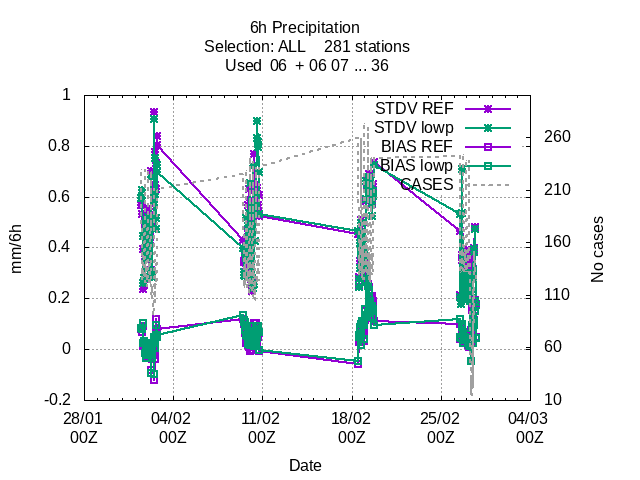 6h Precipitation
Selection: ALL 281 stations
Used 06 + 06 07 ... 36
STDV REF
STDV lowp
BIAS REF
BIAS lowp
CASES
1
0.8
0.6
0.4
0.2
0
-0.2
mm/6h
260
210
160
110
60
10
No cases
28/01 04/02 11/02 18/02 25/02 04/03
00Z 00Z 00Z 00Z 00Z 00Z
Date